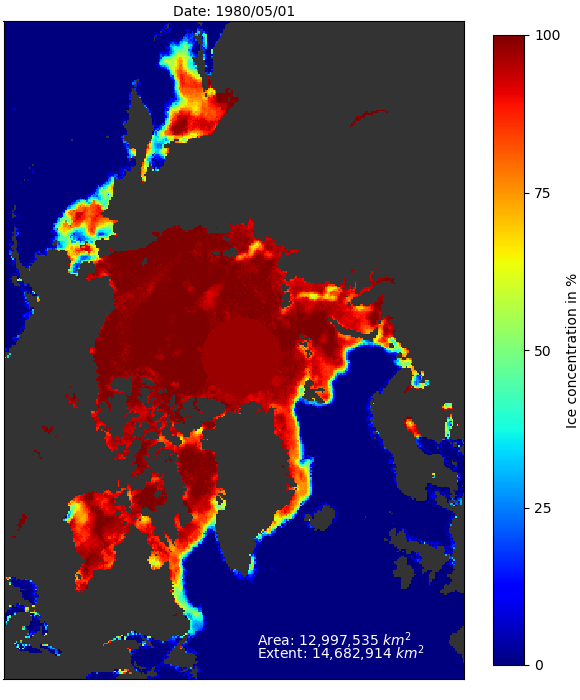 Date: 1980/05/01
100
75
50
25
0
Ice concentration in %
Area: 12,997,535 km²
Extent: 14,682,914 km²